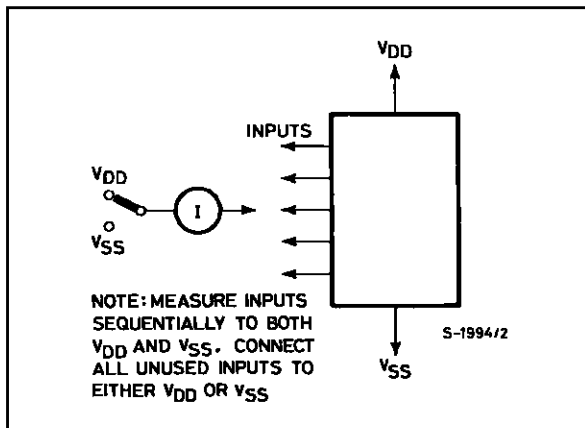 VDD
INPUTS
VDD
I
VSS
NOTE: MEASURE INPUTS
SEQUENTIALLY TO BOTH
VDD AND VSS. CONNECT
ALL UNUSED INPUTS TO
EITHER VDD OR VSS
S-1994/2
VSS